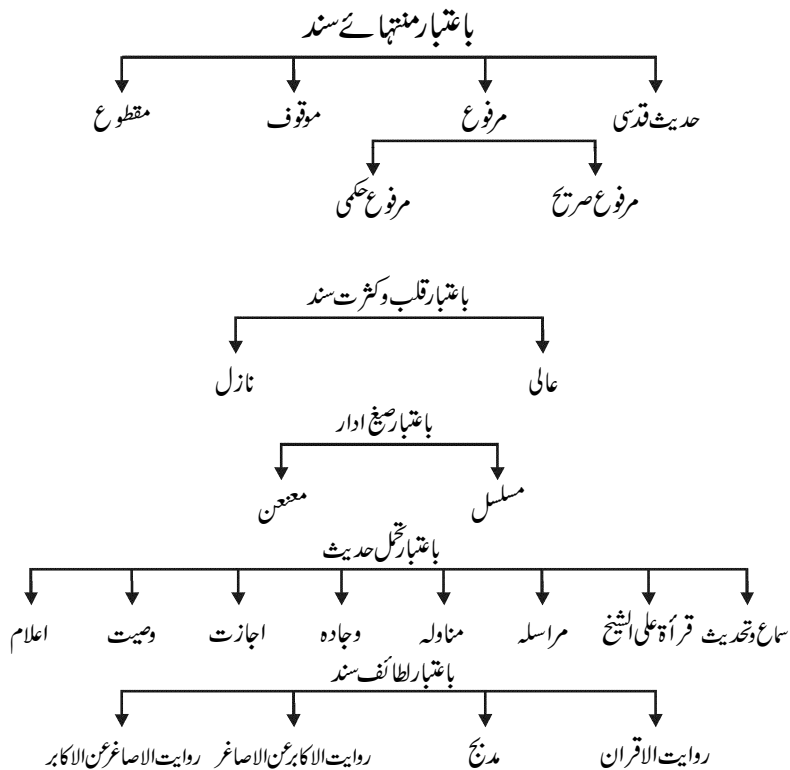 باعتبار منتہائے سند
حدیث قدسی مرفوع موقوف مقطوع
مرفوع صریح مرفوع حکمی
باعتبار قلب و کثرت سند
عالی نازل
باعتبار صیغ ادار
مسلسل معنعن
باعتبار تحمل حدیث
سماع وتحدیث قرأۃ علی الشیخ مراسلہ مناولہ وجادہ اجازت وصیت اعلام
باعتبار لطائف سند
روایت الاقران مدبج روایت الاکابر عن الاصاغر روایت الاصاغر عن الاکابر